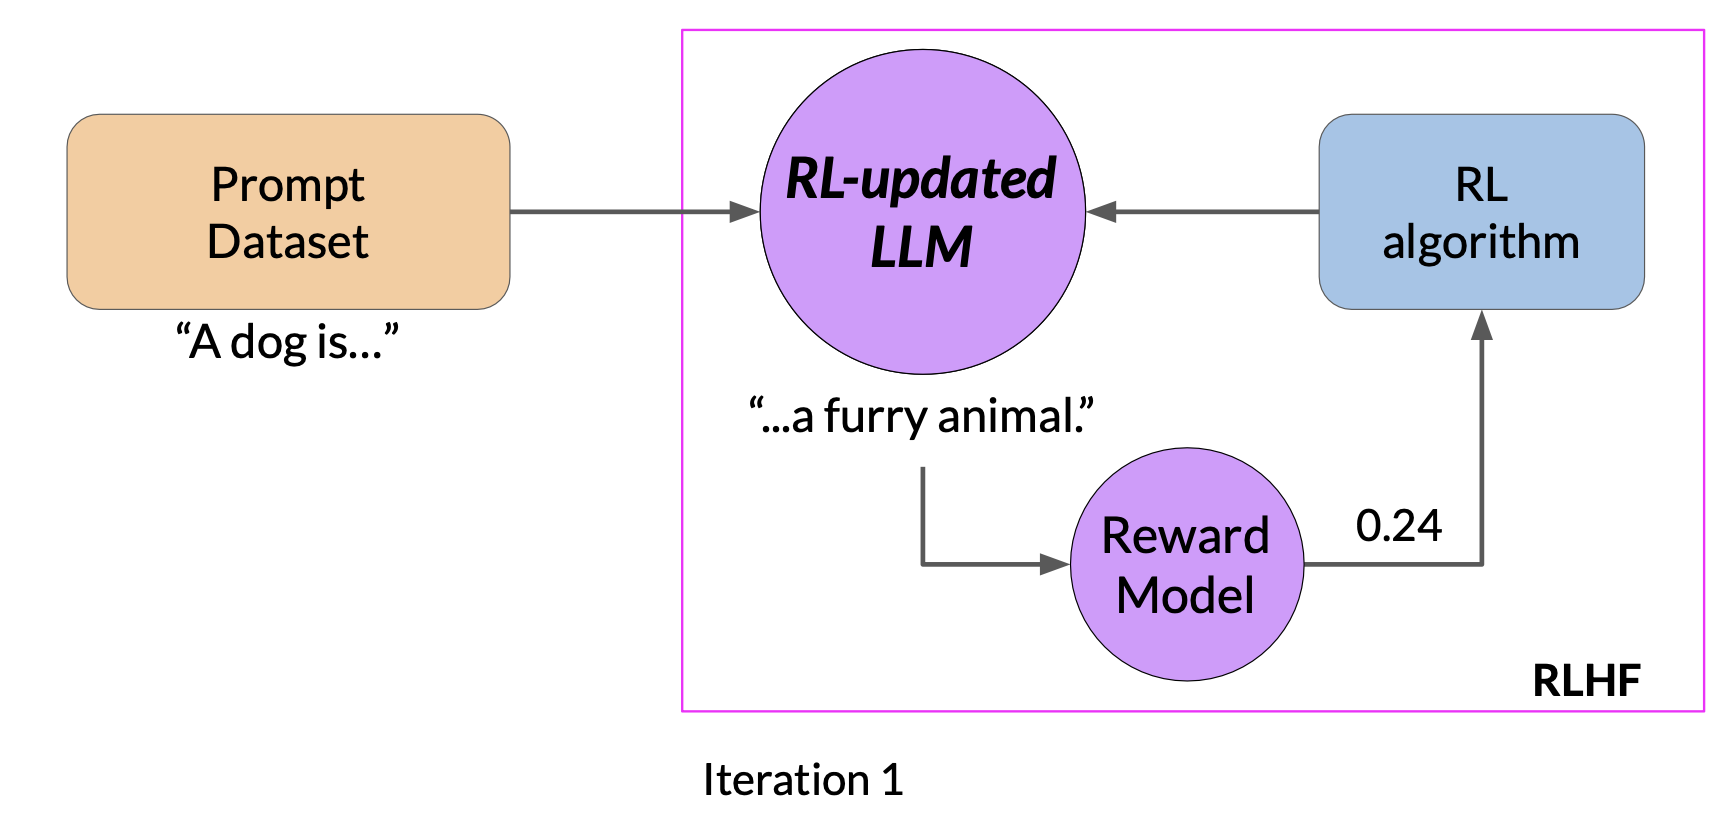 Prompt
Dataset
“A dog is...”
RL-updated
LLM
“...a furry animal.”
RL
algorithm
Reward
Model
0.24
RLHF
Iteration 1